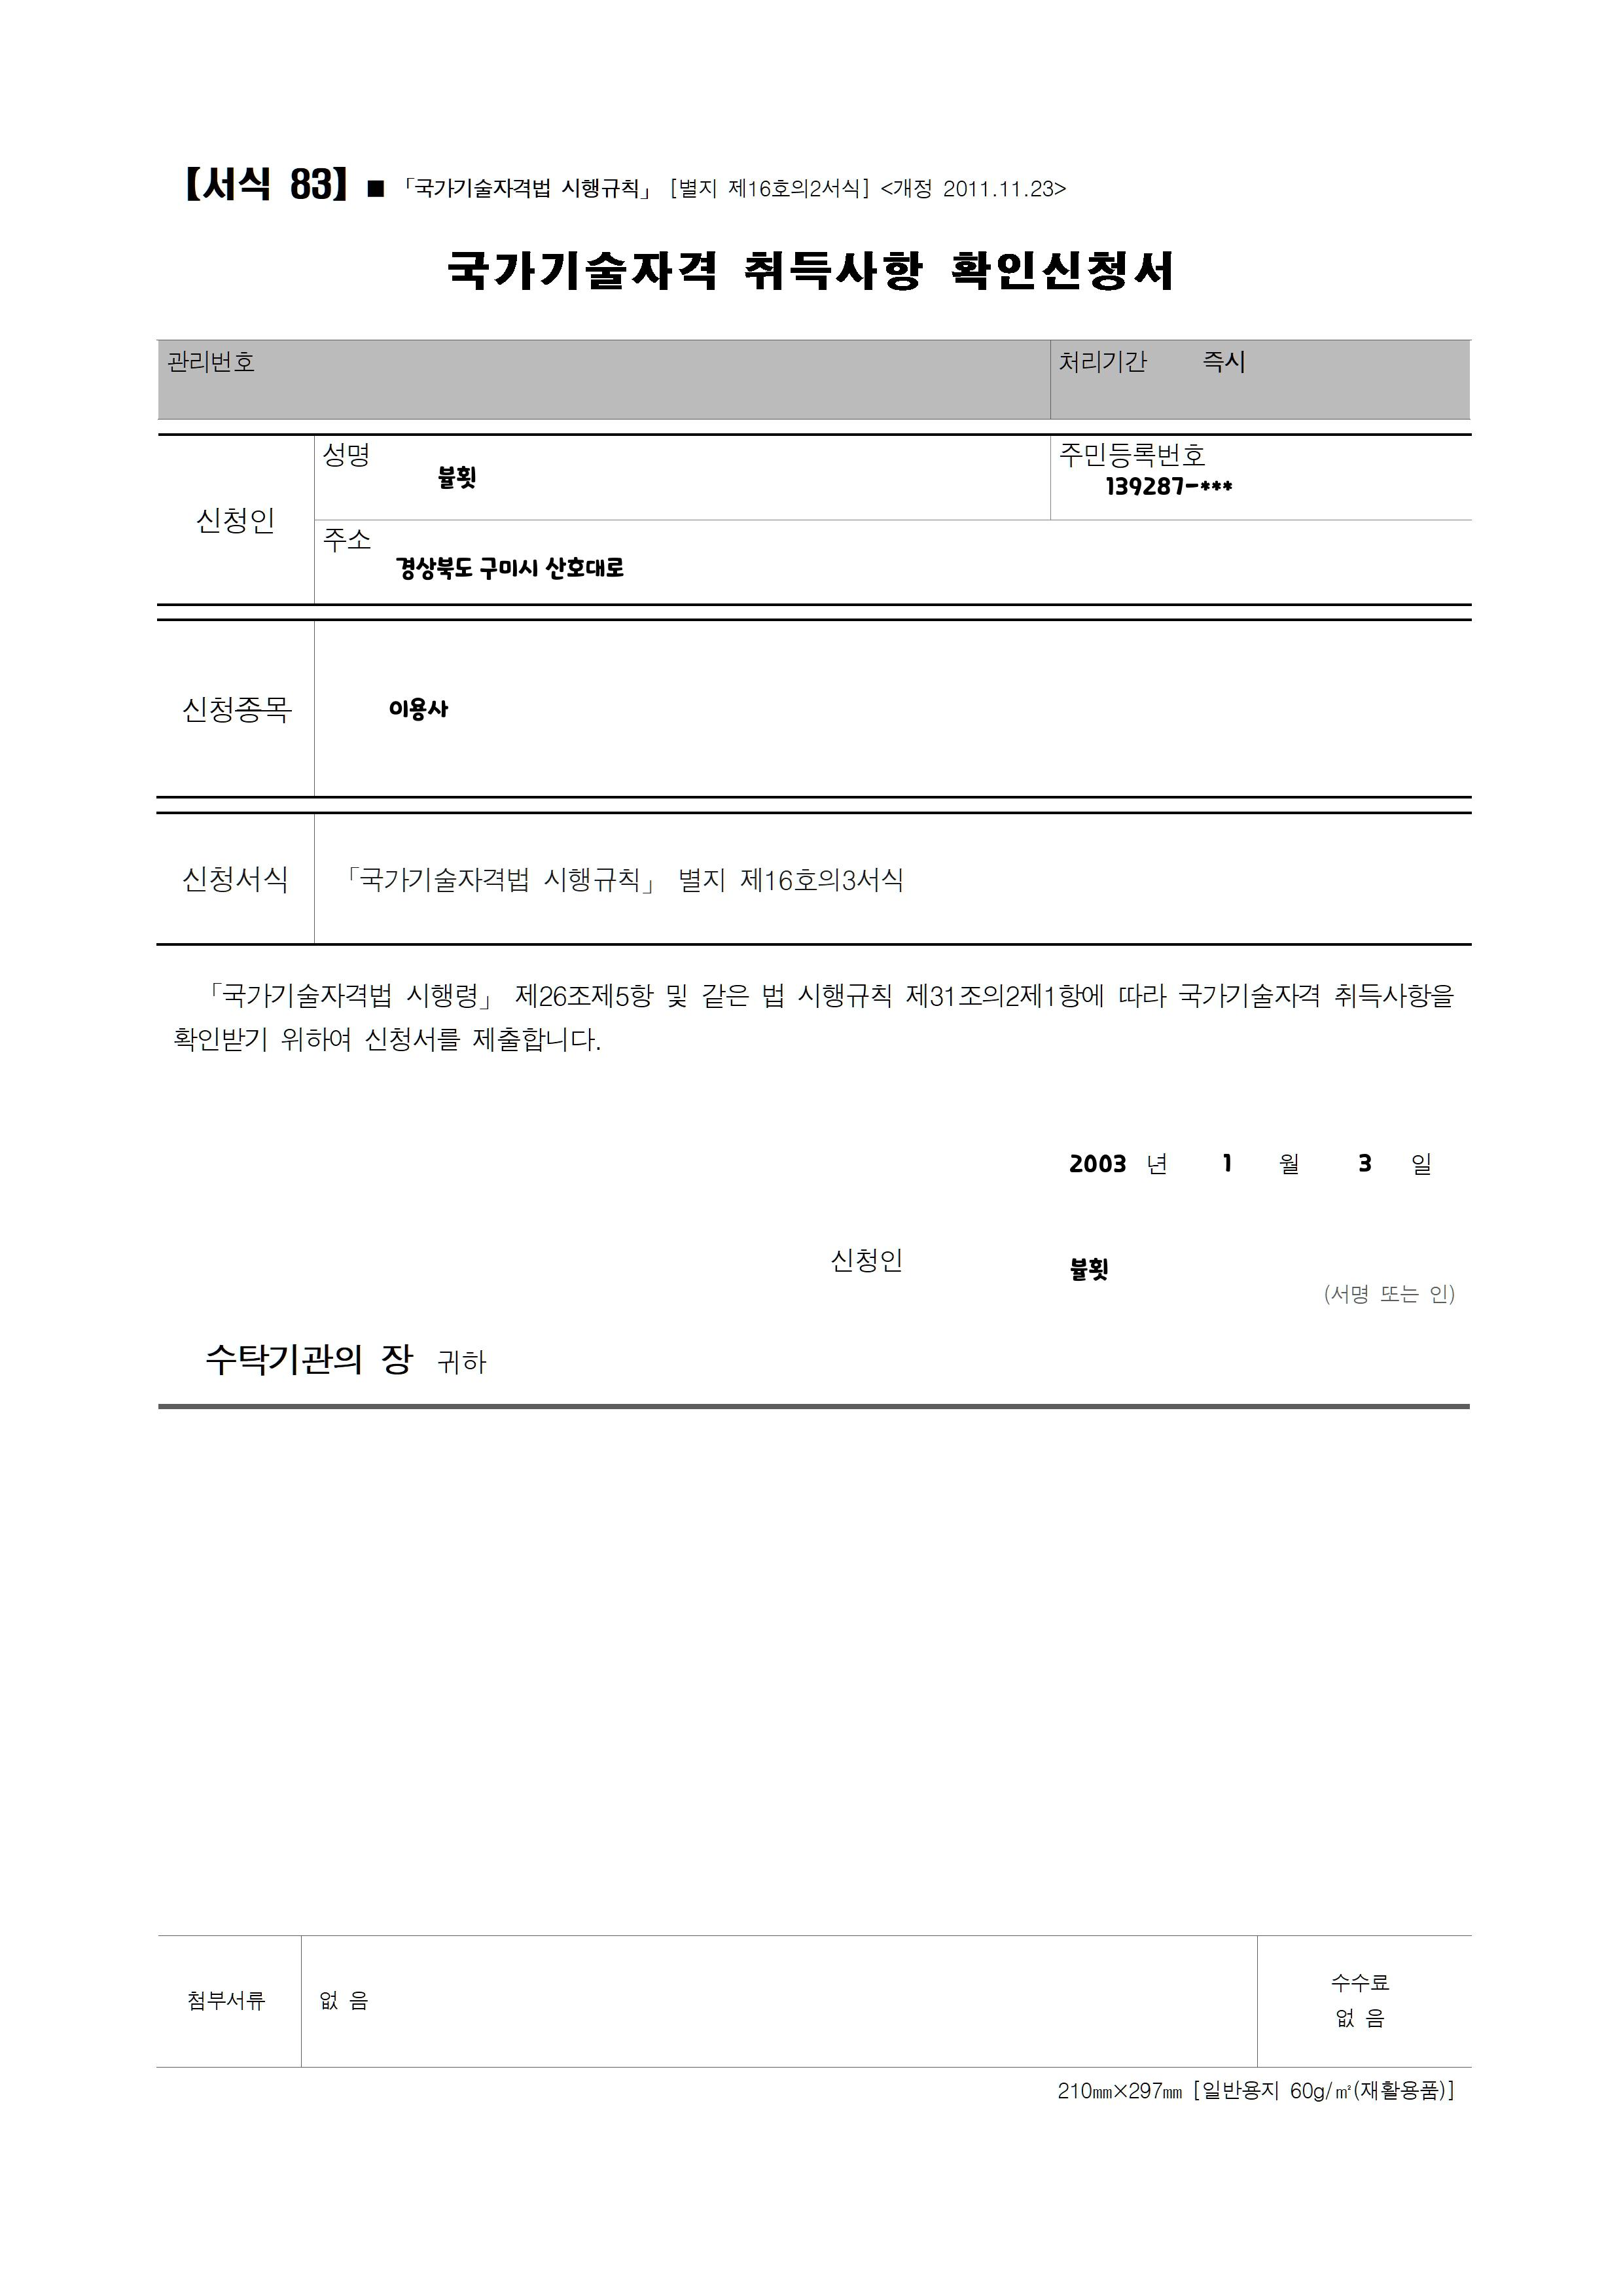 【서식 83】 ■ 「국가기술자격법 시행규칙」 [별지 제16호의2서식] <개정 2011.11.23>
국가기술자격 취득사항 확인신청서
관리번호 처리기간 즉시
신청인
성명 뷸횟
주민등록번호 139287-***
주소
경상북도 구미시 산호대로
신청종목 이용사
신청서식 「국가기술자격법 시행규칙」 별지 제16호의3서식
「국가기술자격법 시행령」 제26조제5항 및 같은 법 시행규칙 제31조의2제1항에 따라 국가기술자격 취득사항을
확인받기 위하여 신청서를 제출합니다.
2003 년 1 월 3 일
신청인 뷸횟
(서명 또는 인)
수탁기관의 장 귀하
첨부서류 없 음
수수료
없 음
210㎜×297㎜ [일반용지 60g/㎡(재활용품)]